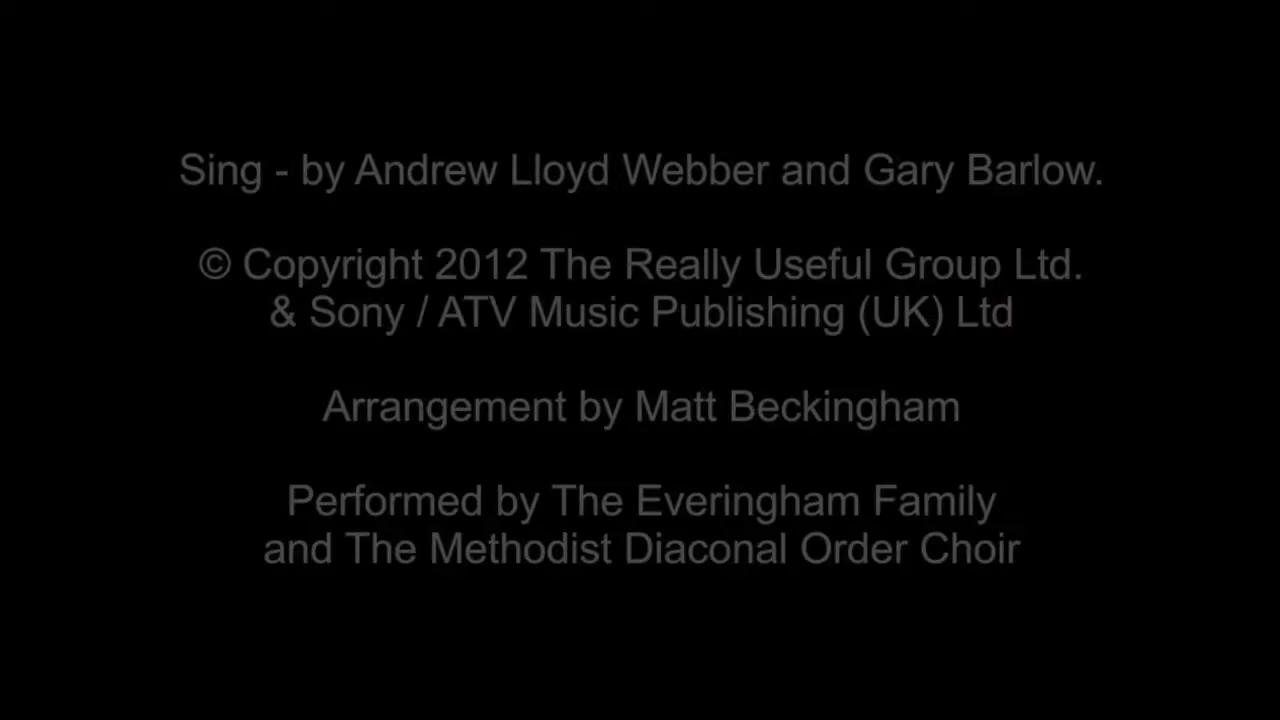 Sing - by Andrew Lloyd Webber and Gary Barlow.
© Copyright 2012 The Really Useful Group Ltd.
& Sony / ATV Music Publishing (UK) Ltd
Arrangement by Matt Beckingham
Performed by The Everingham Family
and The Methodist Diaconal Order Choir